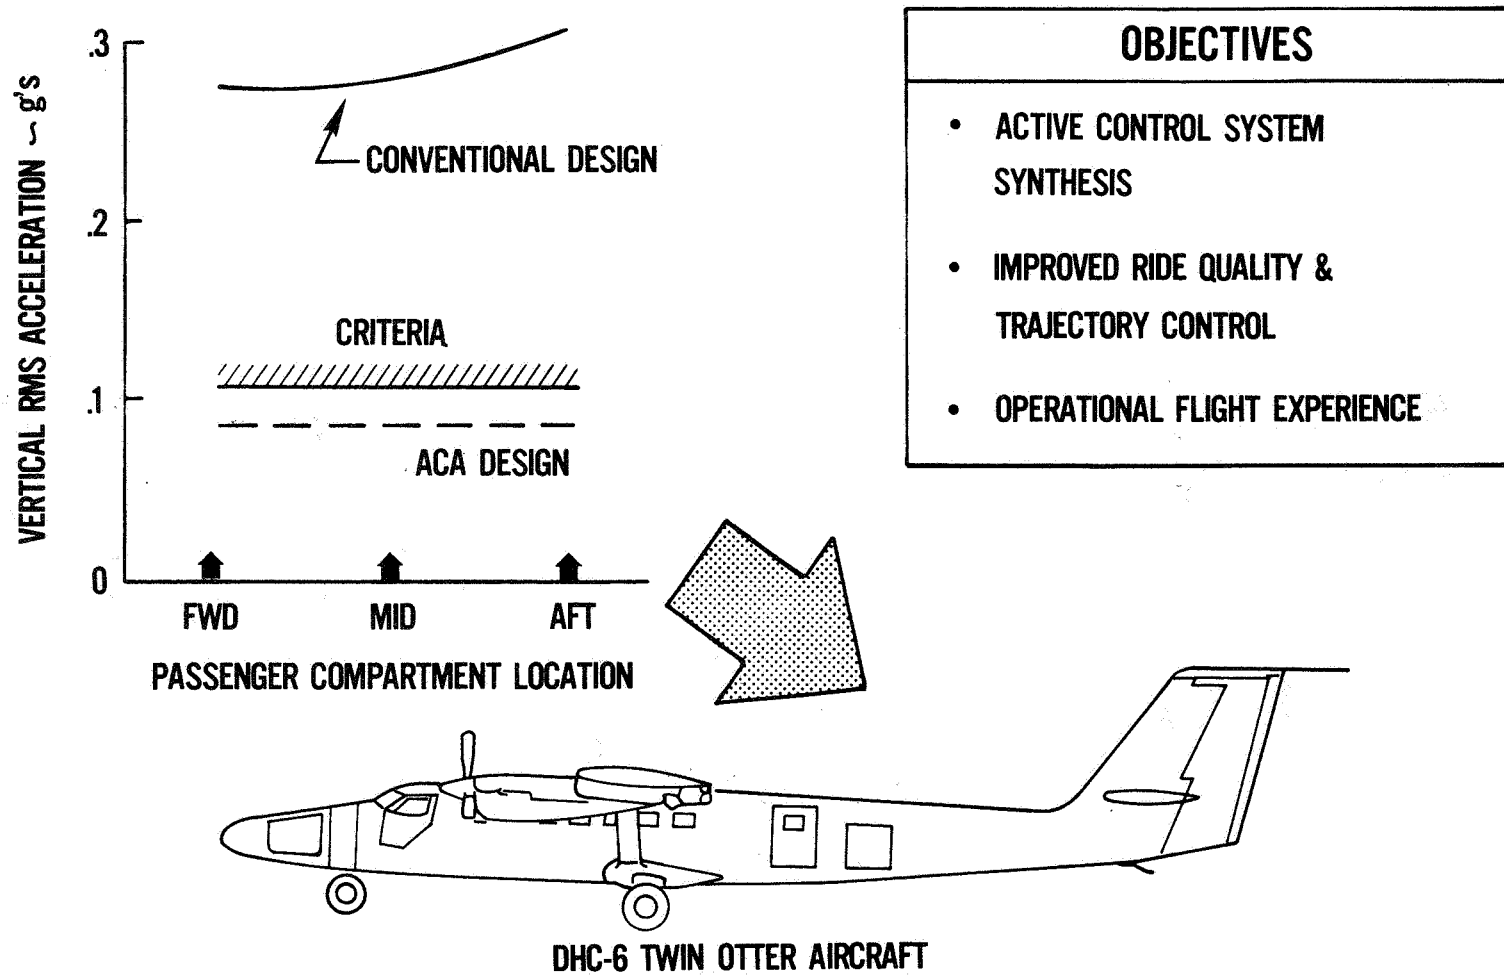 .3
.2
.1
0
VERTICAL RMS ACCELERATION ~ g's
CONVENTIONAL DESIGN
CRITERIA
ACA DESIGN
FWD
MID
AFT
PASSENGER COMPARTMENT LOCATION
OBJECTIVES
• ACTIVE CONTROL SYSTEM
SYNTHESIS
• IMPROVED RIDE QUALITY &
TRAJECTORY CONTROL
• OPERATIONAL FLIGHT EXPERIENCE
DHC-6 TWIN OTTER AIRCRAFT